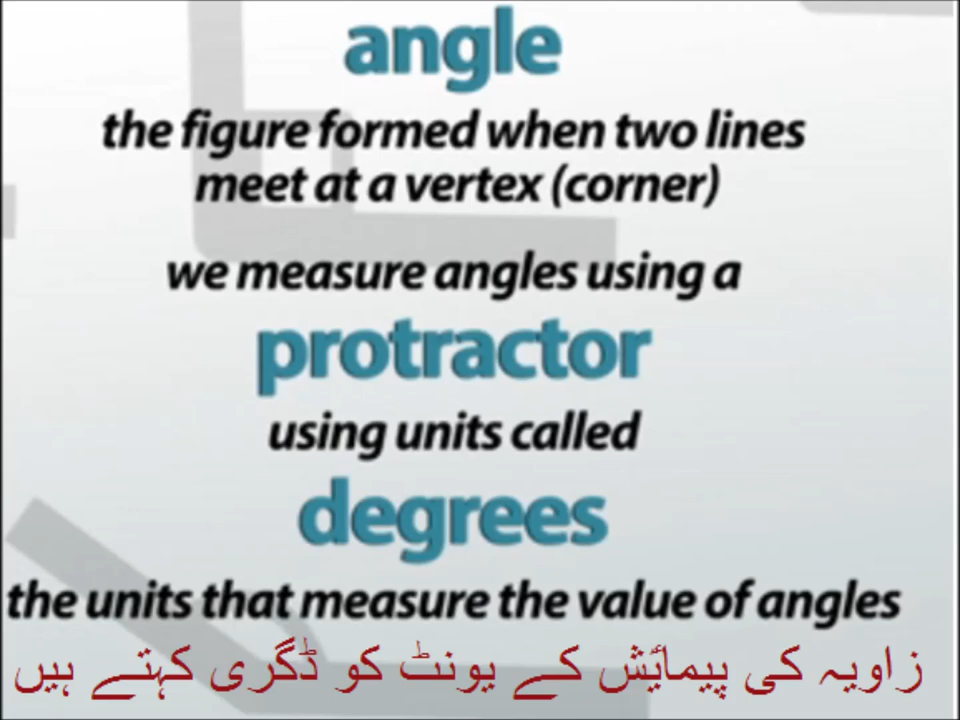 angle
the figure formed when two lines
meet at a vertex (corner)
we measure angles using a
protractor
using units called
degrees
the units that measure the value of angles
زاویہ کی پیمائیش کے یونٹ کو ڈگری کہتے ہیں